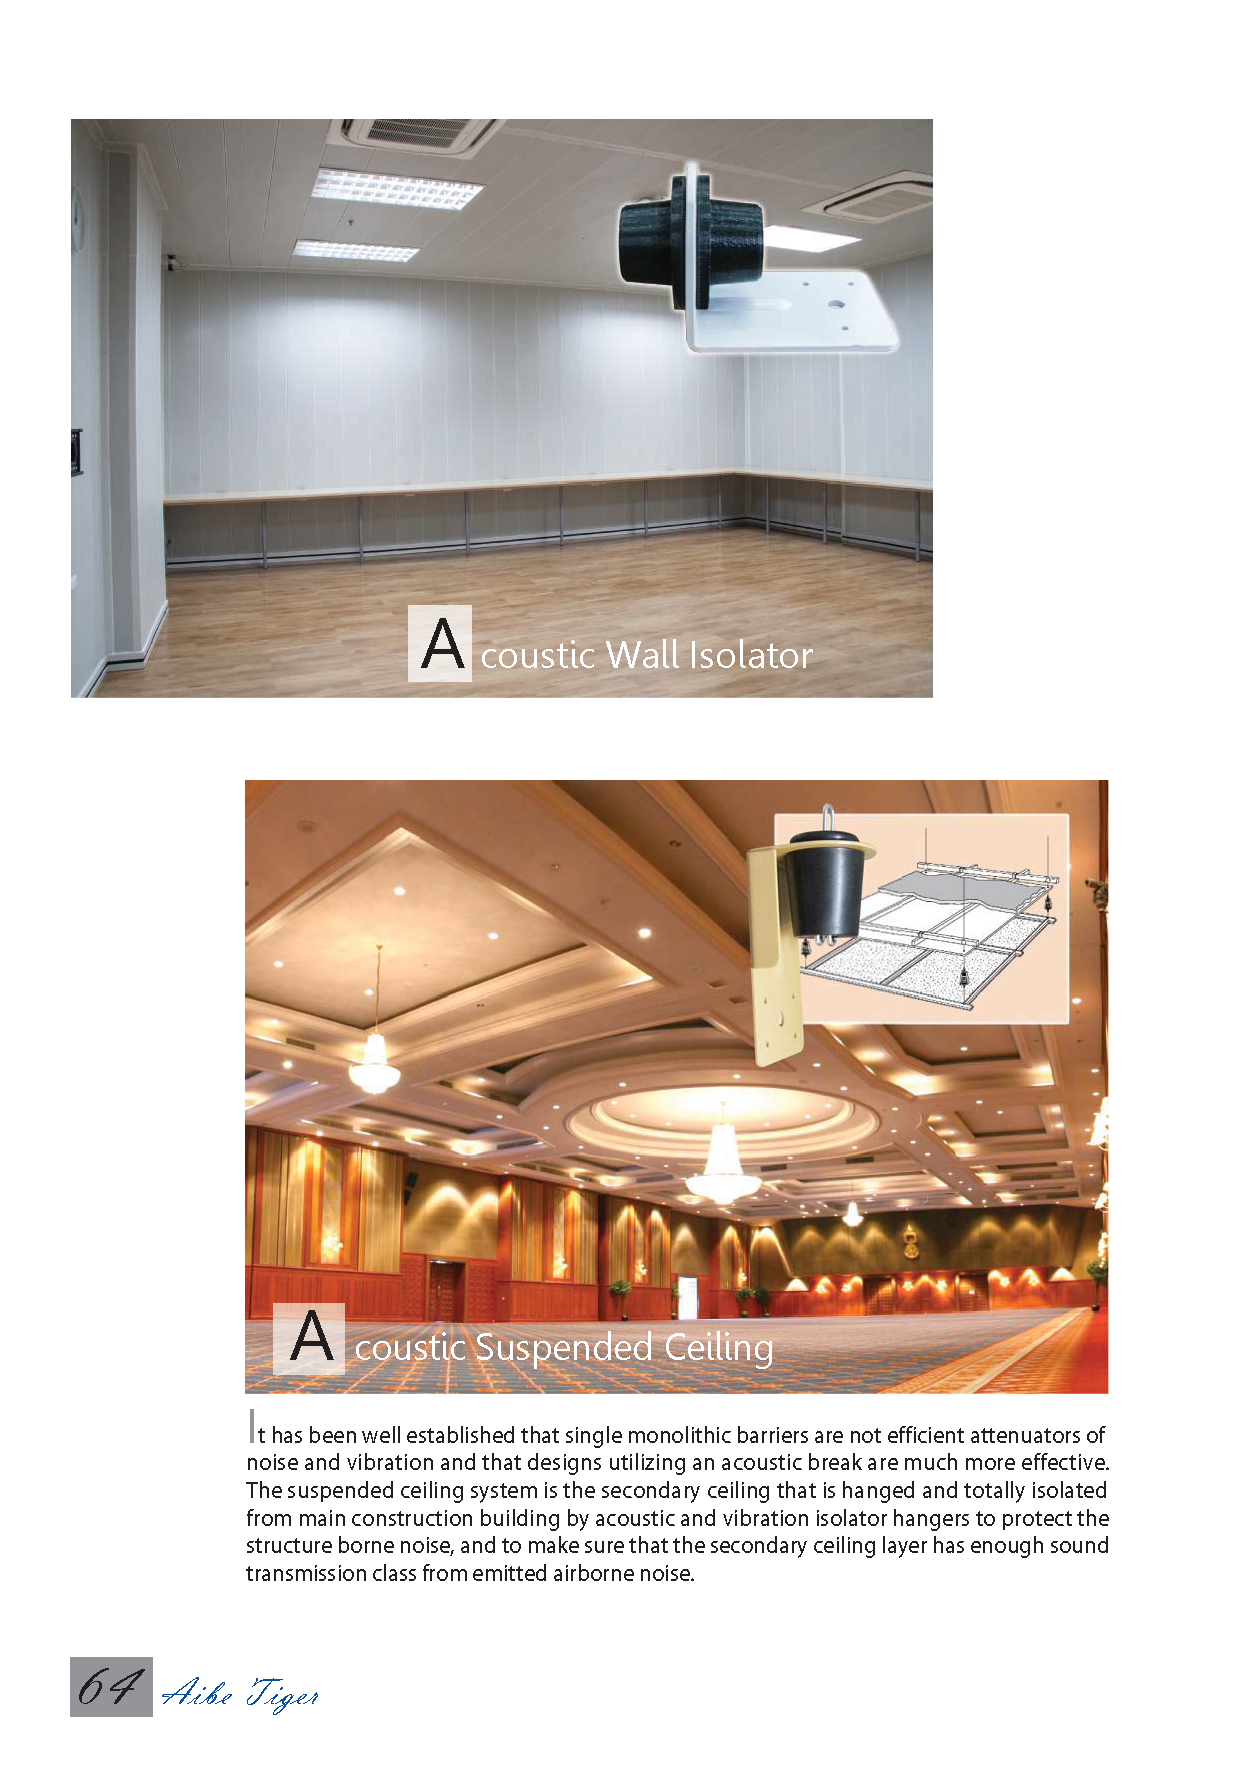 Acoustic Wall Isolator
Acoustic Suspended Ceiling
It has been well established that single monolithic barriers are not efficient attenuators of
noise and vibration and that designs utilizing an acoustic break are much more effective.
The suspended ceiling system is the secondary ceiling that is hanged and totally isolated
from main construction building by acoustic and vibration isolator hangers to protect the
structure borne noise, and to make sure that the secondary ceiling layer has enough sound
transmission class from emitted airborne noise.
64 Aibe Tiger